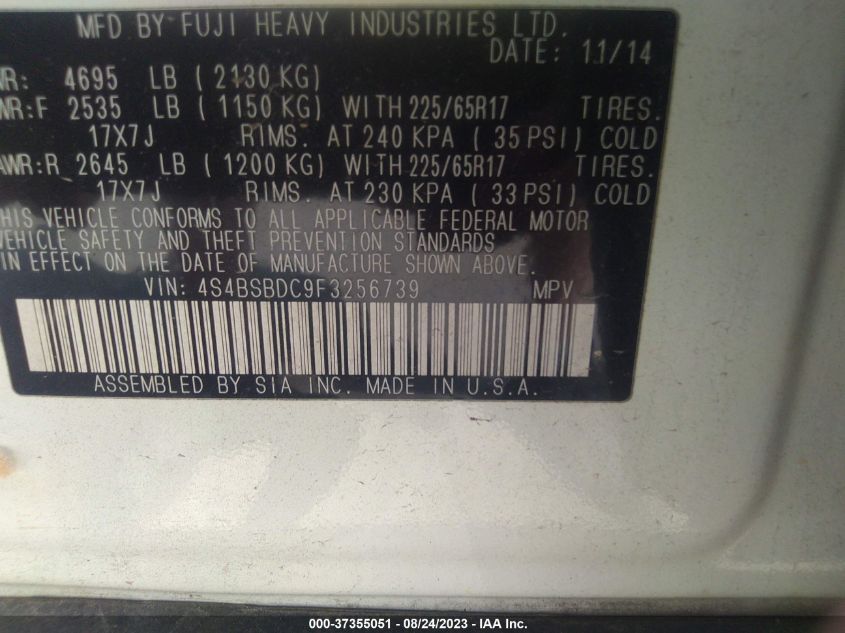 MFD BY FUJI HEAVY INDUSTRIES LTD.
DATE: 11/14
WR: 4695 LB (2130 KG)
WR:F 2535 LB (1150 KG) WITH 225/65R17 TIRES.
17X7J RIMS. AT 240 KPA (35 PSI) COLD
AWR:R 2645 LB (1200 KG) WITH 225/65R17 TIRES.
17X7J RIMS. AT 230 KPA (33 PSI) COLD
HIS VEHICLE CONFORMS TO ALL APPLICABLE FEDERAL MOTOR
VEHICLE SAFETY AND THEFT PREVENTION STANDARDS
IN EFFECT ON THE DATE OF MANUFACTURE SHOWN ABOVE.
VIN: 4S4BSBDC9F3256739 MPV
ASSEMBLED BY SIA INC. MADE IN U.S.A.
000-37355051 - 08/24/2023 - IAA Inc.